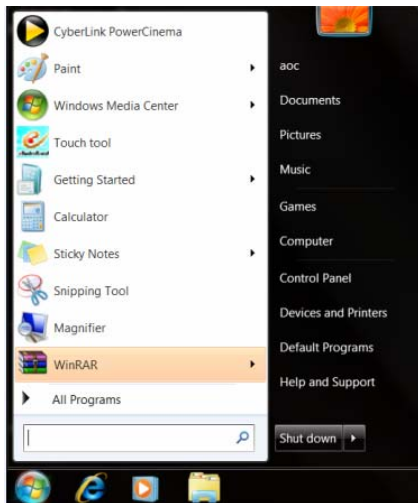 CyberLink PowerCinema
Paint
Windows Media Center
Touch tool
Getting Started
Calculator
Sticky Notes
Snipping Tool
Magnifier
WinRAR
All Programs
aoc
Documents
Pictures
Music
Games
Computer
Control Panel
Devices and Printers
Default Programs
Help and Support
Shut down